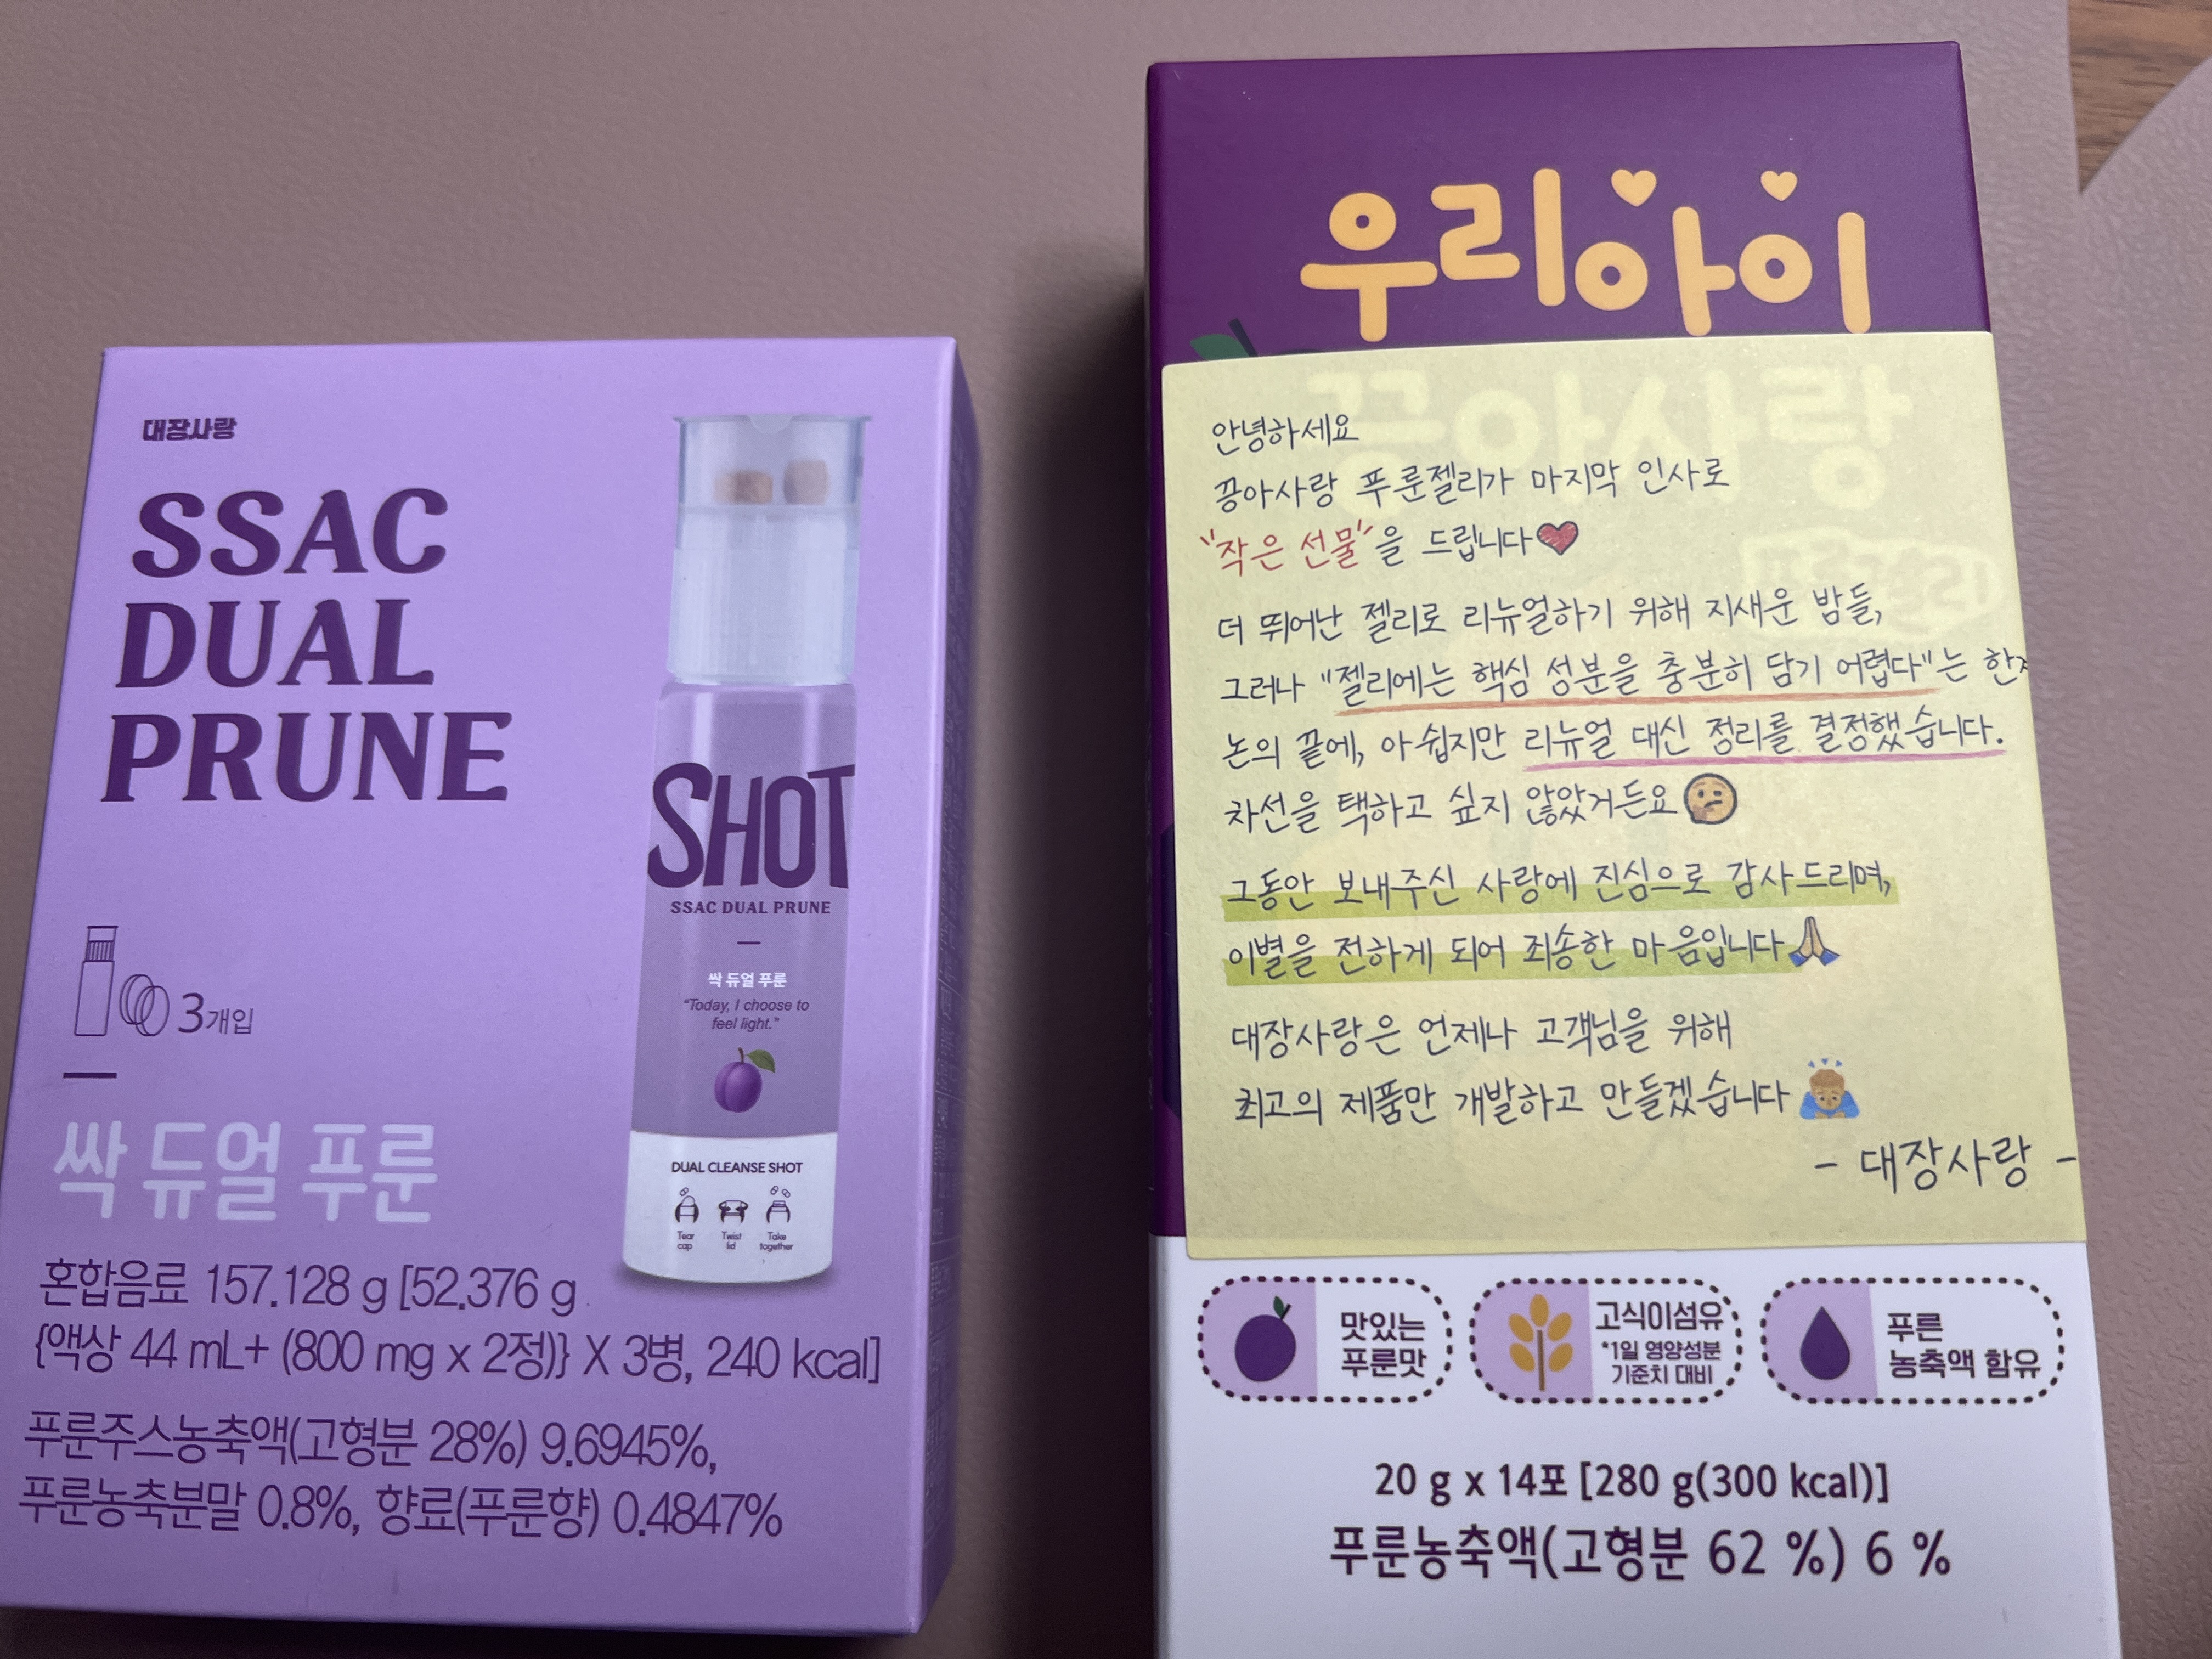 대장사랑
SSAC
DUAL
PRUNE
3개입
싹 듀얼 푸룬
혼합음료 157.128 g [52.376 g
{액상 44 mL+ (800 mg x 2정)} X 3병, 240 kcal]
푸룬주스농축액(고형분 28%) 9.6945%,
푸룬농축분말 0.8%, 향료(푸룬향) 0.4847%
SHOT
SSAC DUAL PRUNE
싹 듀얼 푸룬
"Today, I choose to
feel light."
DUAL CLEANSE SHOT
Tear cap
Twist lid
Take together
우리아이
끙아사랑
푸룬젤리
안녕하세요
끙아사랑 푸룬젤리가 마지막 인사로
"작은 선물"을 드립니다❤️
더 뛰어난 젤리로 리뉴얼하기 위해 지새운 밤들,
그러나 "젤리에는 핵심 성분을 충분히 담기 어렵다"는
논의 끝에, 아쉽지만 리뉴얼 대신 정리를 결정했습니다.
차선을 택하고 싶지 않았거든요
그동안 보내주신 사랑에 진심으로 감사드리며,
이별을 전하게 되어 죄송한 마음입니다🙏
대장사랑은 언제나 고객님을 위해
최고의 제품만 개발하고 만들겠습니다🙇
- 대장사랑 -
맛있는
푸룬맛
고식이섬유
*1일 영양성분
기준치 대비
푸룬
농축액 함유
20 g x 14포 [280 g(300 kcal)]
푸룬농축액(고형분 62 %) 6 %